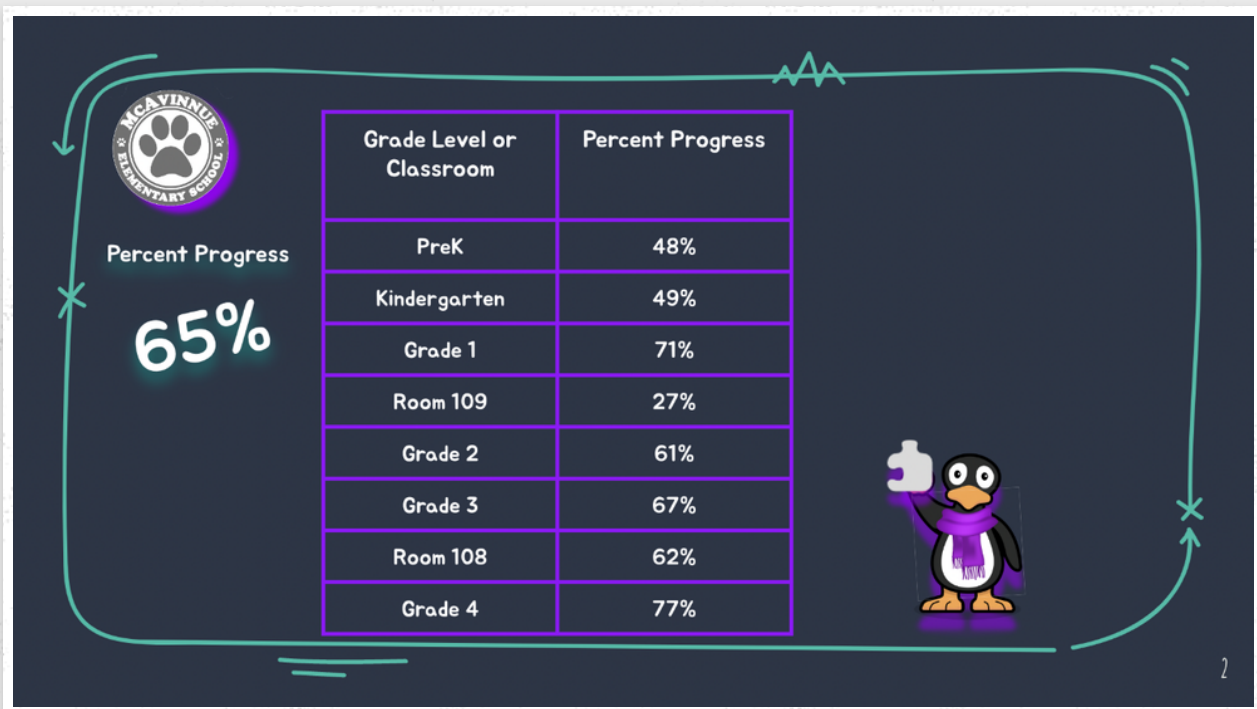 McAVINNUE
ELEMENTARY SCHOOL
Percent Progress
65%
Grade Level or
Classroom
Percent Progress
PreK
48%
Kindergarten
49%
Grade 1
71%
Room 109
27%
Grade 2
61%
Grade 3
67%
Room 108
62%
Grade 4
77%
2